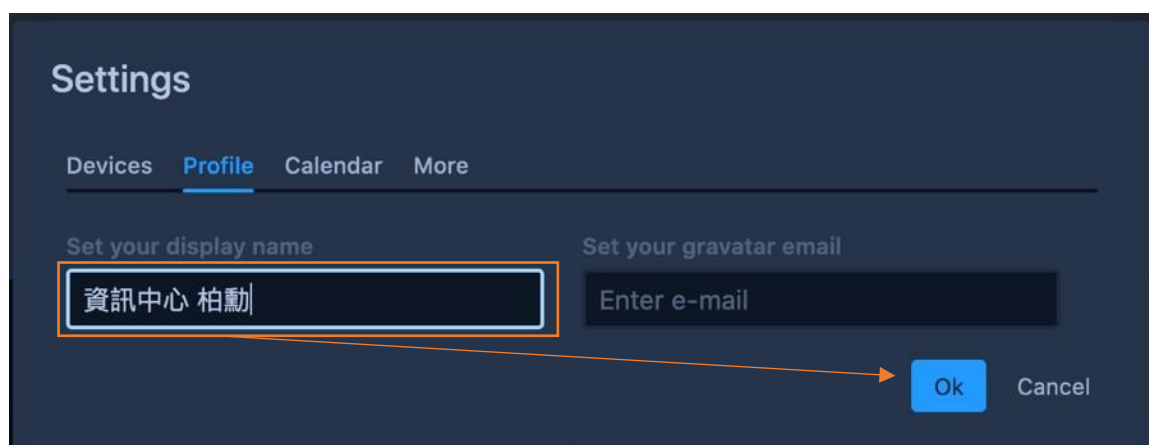 Settings
Devices Profile Calendar More
Set your display name Set your gravatar email
資訊中心 柏勳 Enter e-mail
Ok Cancel